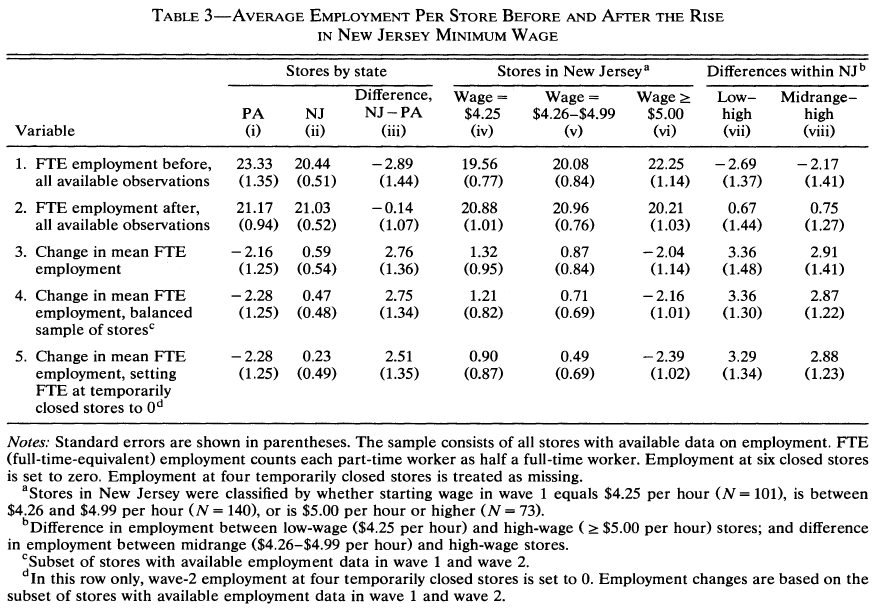 TABLE 3—AVERAGE EMPLOYMENT PER STORE BEFORE AND AFTER THE RISE
IN NEW JERSEY MINIMUM WAGE
Stores by state Stores in New Jerseyᵃ Differences within NJᵇ
Difference, Wage = Wage = Wage ≥ Low– Midrange–
PA NJ NJ − PA $4.25 $4.26–$4.99 $5.00 high high
Variable (i) (ii) (iii) (iv) (v) (vi) (vii) (viii)
1. FTE employment before, 23.33 20.44 −2.89 19.56 20.08 22.25 −2.69 −2.17
all available observations (1.35) (0.51) (1.44) (0.77) (0.84) (1.14) (1.37) (1.41)
2. FTE employment after, 21.17 21.03 −0.14 20.88 20.96 20.21 0.67 0.75
all available observations (0.94) (0.52) (1.07) (1.01) (0.76) (1.03) (1.44) (1.27)
3. Change in mean FTE −2.16 0.59 2.76 1.32 0.87 −2.04 3.36 2.91
employment (1.25) (0.54) (1.36) (0.95) (0.84) (1.14) (1.48) (1.41)
4. Change in mean FTE −2.28 0.47 2.75 1.21 0.71 −2.16 3.36 2.87
employment, balanced (1.25) (0.48) (1.34) (0.82) (0.69) (1.01) (1.30) (1.22)
sample of storesᶜ
5. Change in mean FTE −2.28 0.23 2.51 0.90 0.49 −2.39 3.29 2.88
employment, setting (1.25) (0.49) (1.35) (0.87) (0.69) (1.02) (1.34) (1.23)
FTE at temporarily
closed stores to 0ᵈ
Notes: Standard errors are shown in parentheses. The sample consists of all stores with available data on employment. FTE
(full-time-equivalent) employment counts each part-time worker as half a full-time worker. Employment at six closed stores
is set to zero. Employment at four temporarily closed stores is treated as missing.
ᵃStores in New Jersey were classified by whether starting wage in wave 1 equals $4.25 per hour (N = 101), is between
$4.26 and $4.99 per hour (N = 140), or is $5.00 per hour or higher (N = 73).
ᵇDifference in employment between low-wage ($4.25 per hour) and high-wage (≥ $5.00 per hour) stores; and difference
in employment between midrange ($4.26–$4.99 per hour) and high-wage stores.
ᶜSubset of stores with available employment data in wave 1 and wave 2.
ᵈIn this row only, wave-2 employment at four temporarily closed stores is set to 0. Employment changes are based on the
subset of stores with available employment data in wave 1 and wave 2.